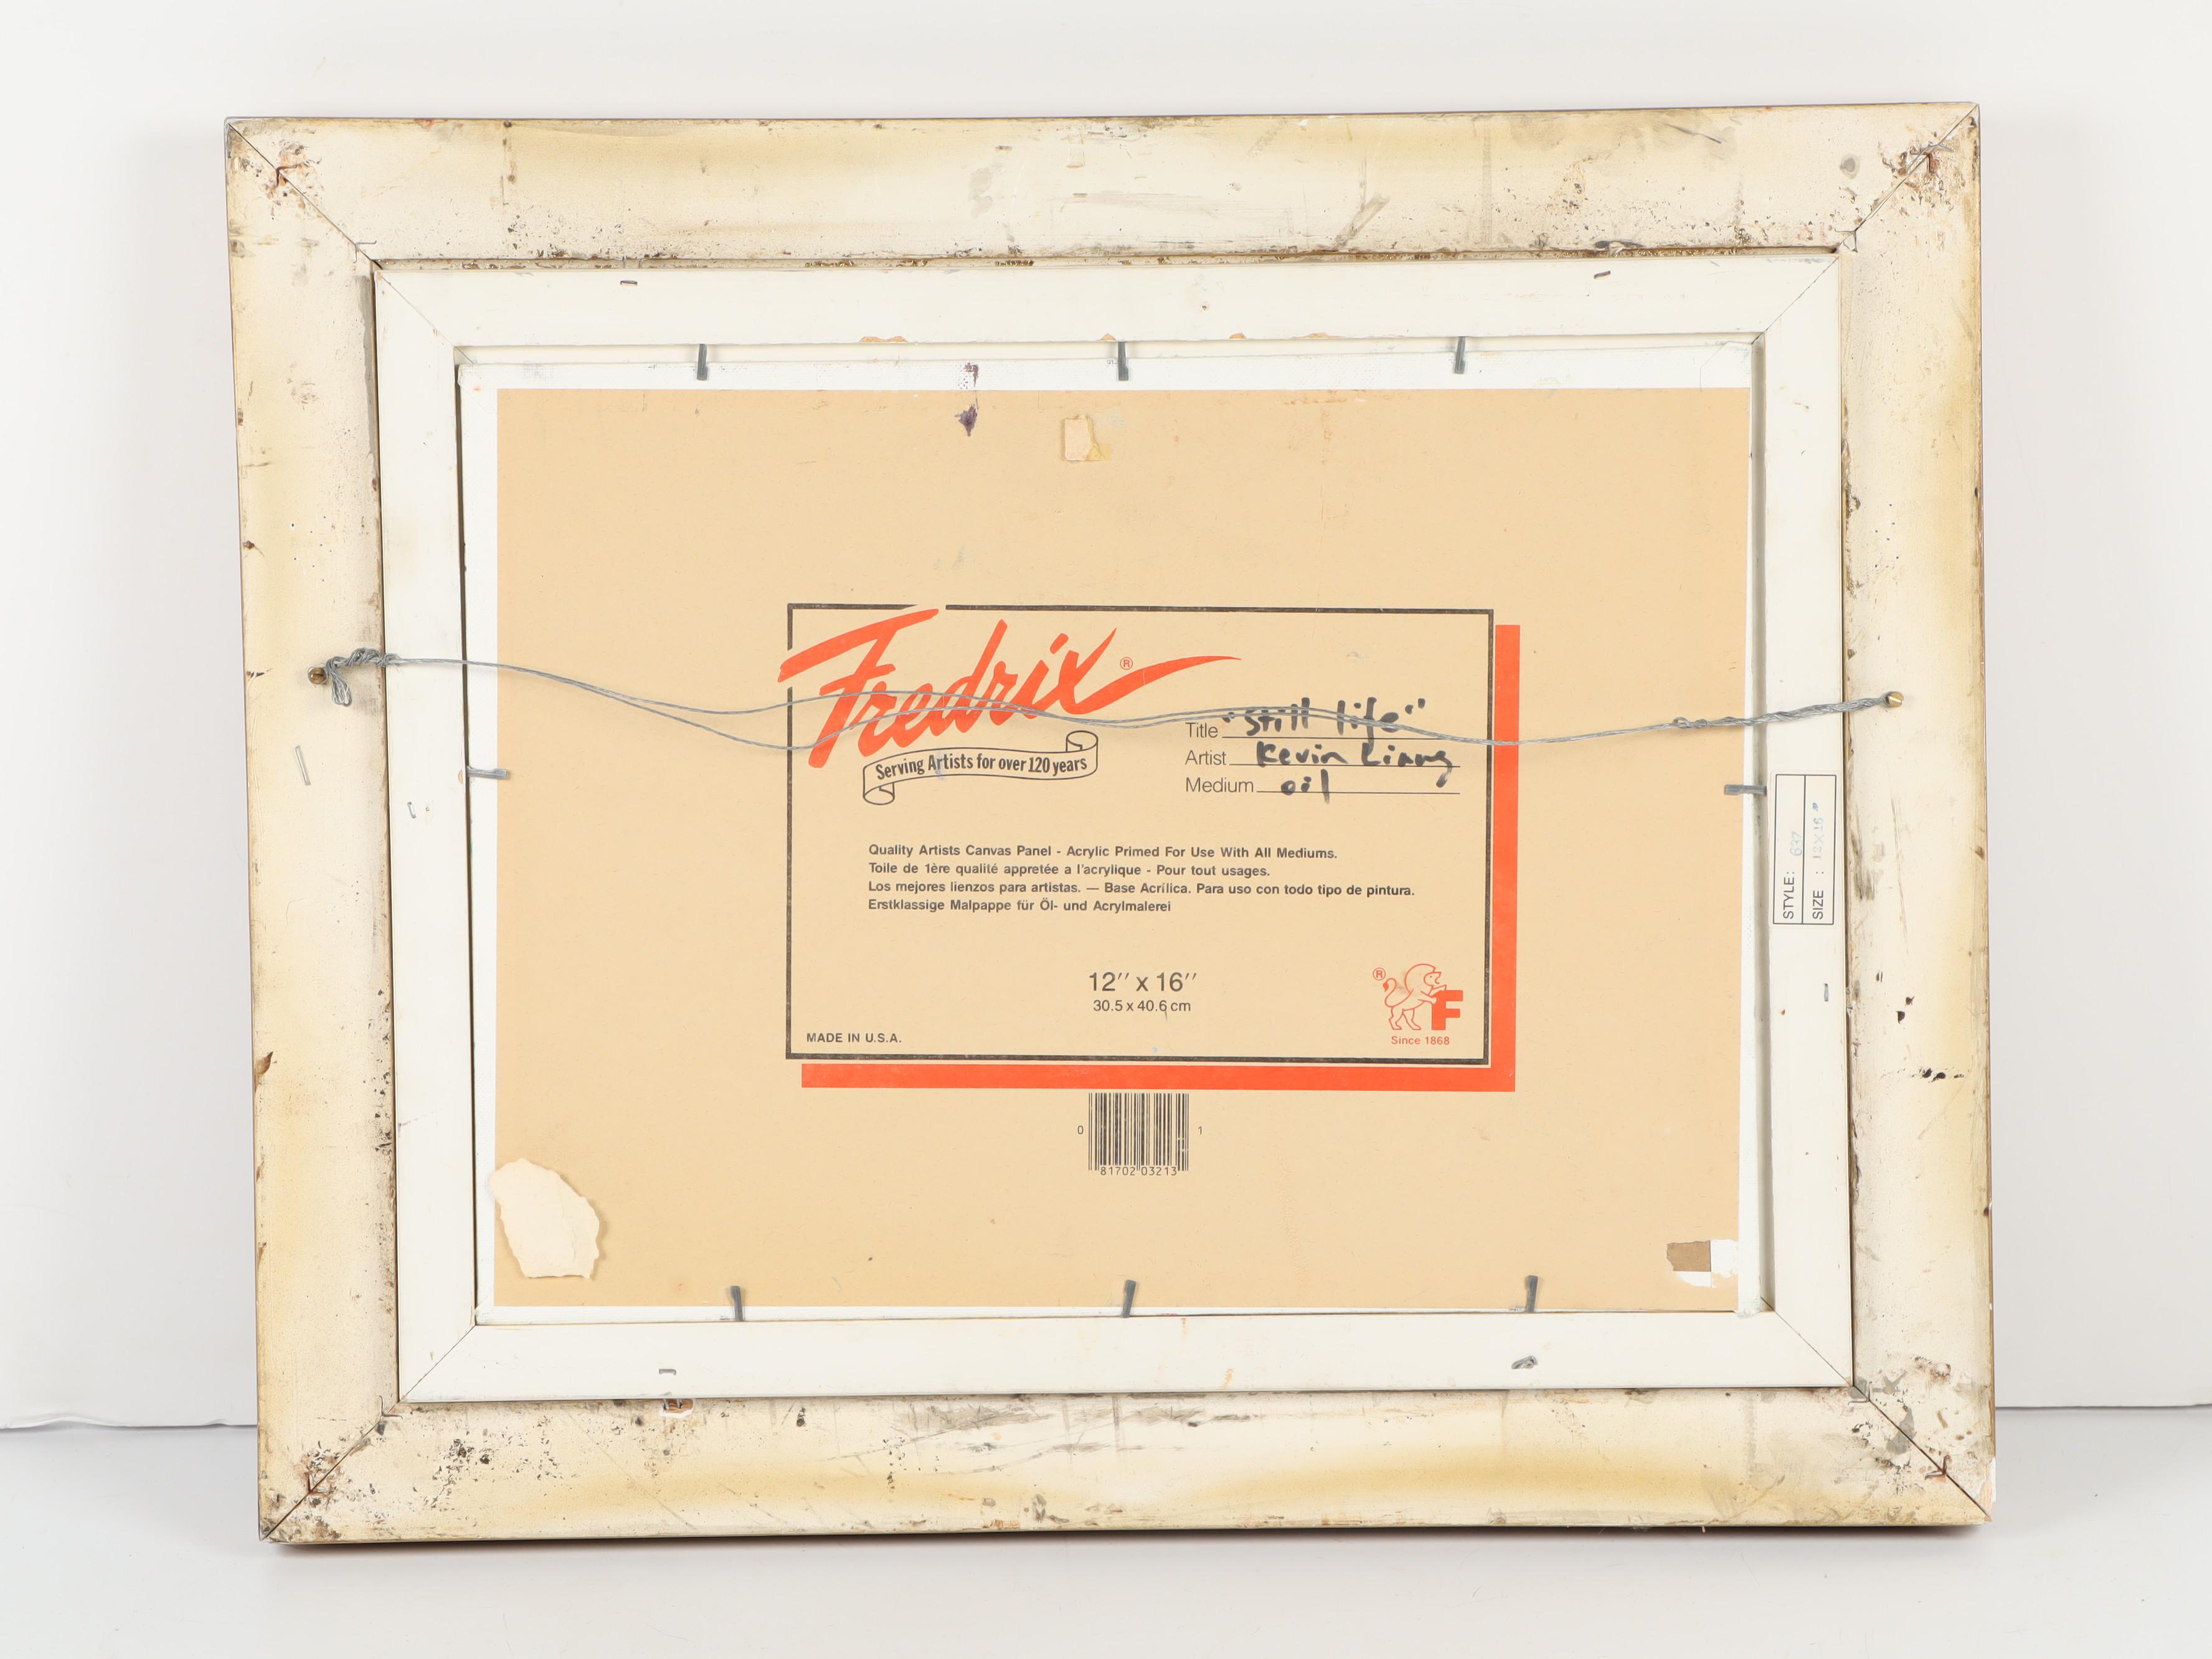 Fredrix®
Serving Artists for over 120 years
Title "Still life"
Artist Kevin Liang
Medium oil
Quality Artists Canvas Panel - Acrylic Primed For Use With All Mediums.
Toile de 1ère qualité appretée a l'acrylique - Pour tout usages.
Los mejores lienzos para artistas. — Base Acrílica. Para uso con todo tipo de pintura.
Erstklassige Malpappe für Öl- und Acrylmalerei
12" x 16"
30.5 x 40.6 cm
MADE IN U.S.A.
® F
Since 1868
0 81702 03213 1
STYLE: 637
SIZE : 12X16